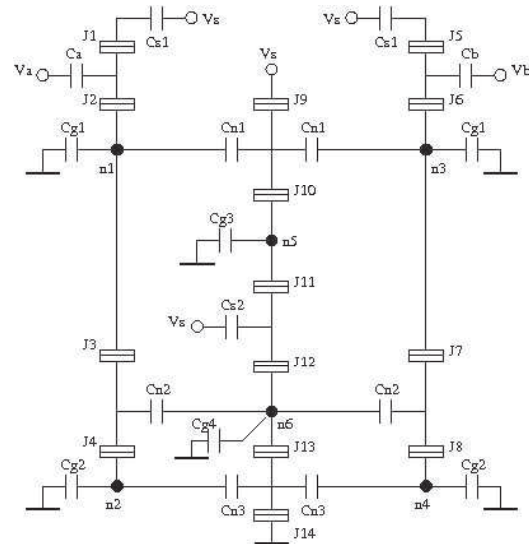 J1 Vs Vs J5
Cs1 Cs1
Ca Vs Cb
Va Vb
J2 J9 J6
Cg1 Cn1 Cn1 Cg1
n1 n3
J10
Cg3
n5
J11
Cs2
Vs
J3 J12 J7
Cn2 Cn2
Cg4 n6
J4 J13 J8
Cg2 Cg2
n2 Cn3 Cn3 n4
J14